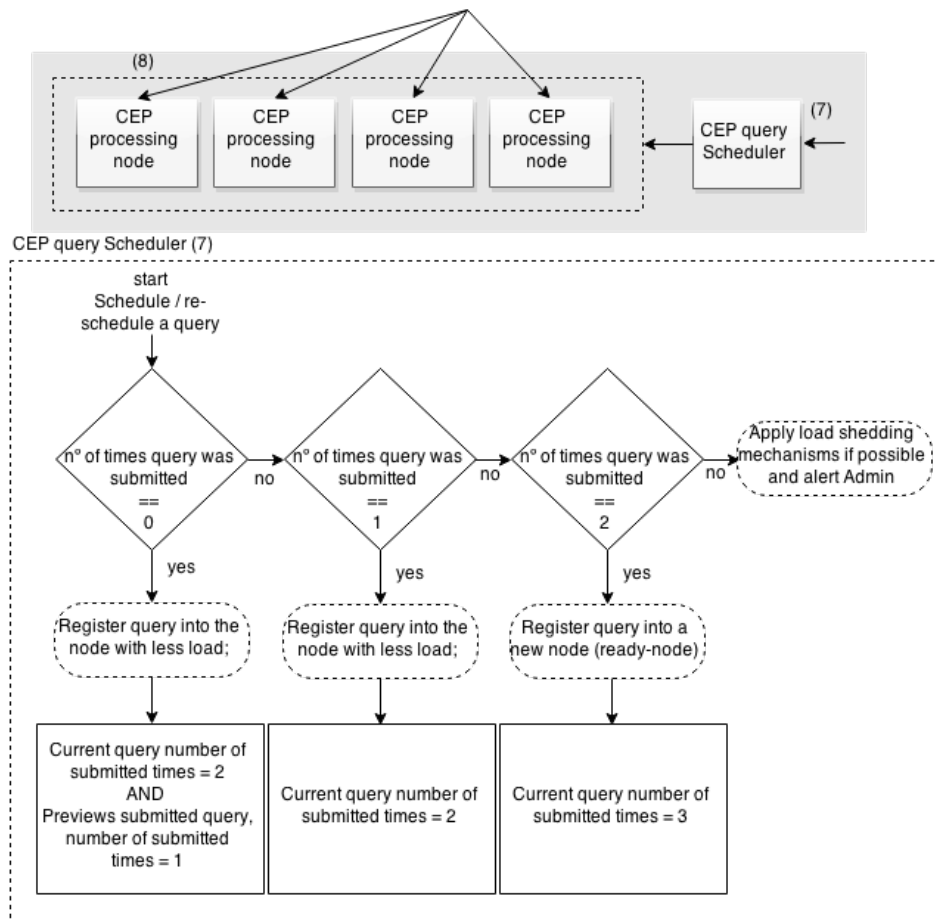 (8)
CEP
processing
node
CEP
processing
node
CEP
processing
node
CEP
processing
node
CEP query
Scheduler
(7)
CEP query Scheduler (7)
start
Schedule / re-
schedule a query
n° of times query was
submitted
==
0
no
n° of times query was
submitted
==
1
no
n° of times query was
submitted
==
2
no
Apply load shedding
mechanisms if possible
and alert Admin
yes
yes
yes
Register query into the
node with less load;
Register query into the
node with less load;
Register query into a
new node (ready-node)
Current query number of
submitted times = 2
AND
Previews submitted query,
number of submitted
times = 1
Current query number of
submitted times = 2
Current query number of
submitted times = 3